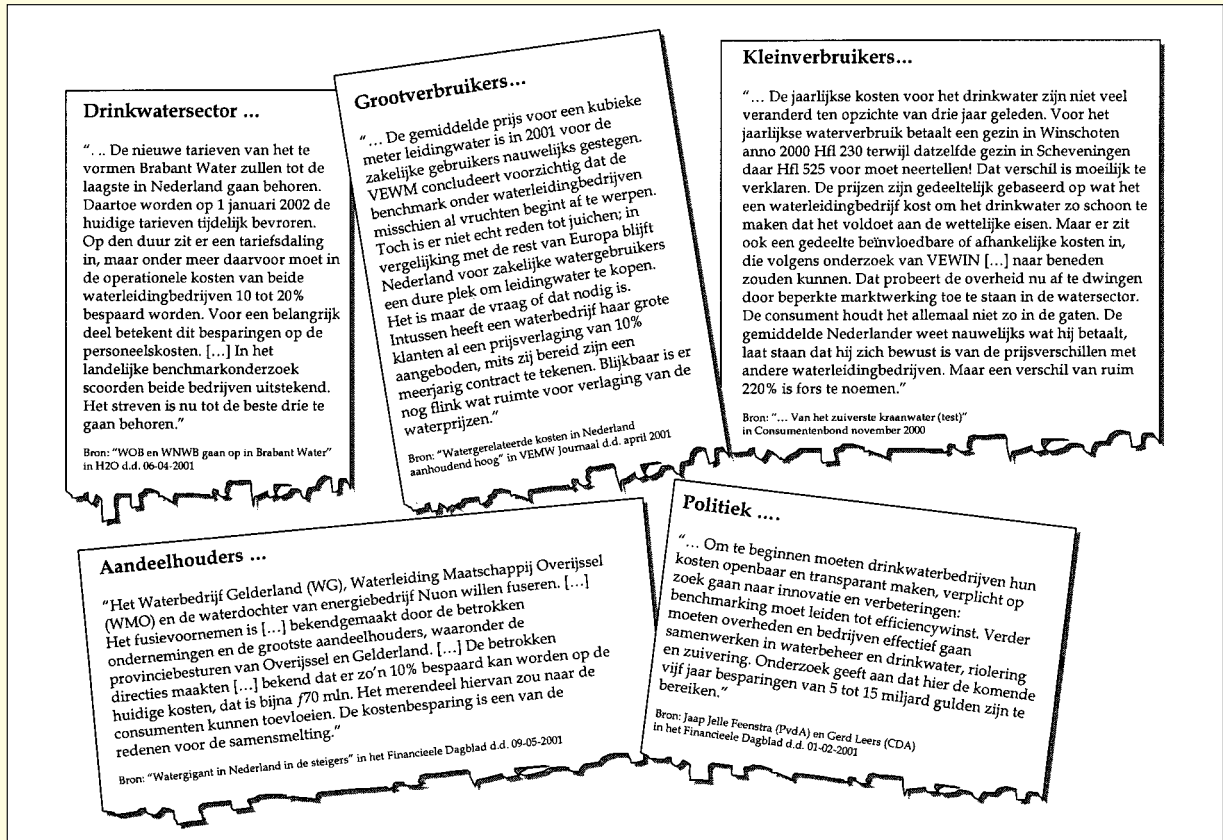 Drinkwatersector ...
“. .. De nieuwe tarieven van het te
vormen Brabant Water zullen tot de
laagste in Nederland gaan behoren.
Daartoe worden op 1 januari 2002 de
huidige tarieven tijdelijk bevroren.
Op den duur zit er een tariefsdaling
in, maar onder meer daarvoor moet in
de operationele kosten van beide
waterleidingbedrijven 10 tot 20%
bespaard worden. Voor een belangrijk
deel betekent dit besparingen op de
personeelskosten. [...] In het
landelijke benchmarkonderzoek
scoorden beide bedrijven uitstekend.
Het streven is nu tot de beste drie te
gaan behoren.”
Bron: “WOB en WNWB gaan op in Brabant Water”
in H2O d.d. 06-04-2001
Grootverbruikers...
“... De gemiddelde prijs voor een kubieke
meter leidingwater is in 2001 voor de
zakelijke gebruikers nauwelijks gestegen.
VEWM concludeert voorzichtig dat de
benchmark onder waterleidingbedrijven
misschien al vruchten begint af te werpen.
Toch is er niet echt reden tot juichen; in
vergelijking met de rest van Europa blijft
Nederland voor zakelijke watergebruikers
een dure plek om leidingwater te kopen.
Het is maar de vraag of dat nodig is.
Intussen heeft een waterbedrijf haar grote
klanten al een prijsverlaging van 10%
aangeboden, mits zij bereid zijn een
meerjarig contract te tekenen. Blijkbaar is er
nog flink wat ruimte voor verlaging van de
waterprijzen.”
Bron: “Watergerelateerde kosten in Nederland
aanhoudend hoog” in VEMW Journaal d.d. april 2001
Kleinverbruikers...
“... De jaarlijkse kosten voor het drinkwater zijn niet veel
veranderd ten opzichte van drie jaar geleden. Voor het
jaarlijkse waterverbruik betaalt een gezin in Winschoten
anno 2000 Hfl 230 terwijl datzelfde gezin in Scheveningen
daar Hfl 525 voor moet neertellen! Dat verschil is moeilijk te
verklaren. De prijzen zijn gedeeltelijk gebaseerd op wat het
een waterleidingbedrijf kost om het drinkwater zo schoon te
maken dat het voldoet aan de wettelijke eisen. Maar er zit
ook een gedeelte beïnvloedbare of afhankelijke kosten in,
die volgens onderzoek van VEWIN [...] naar beneden
zouden kunnen. Dat probeert de overheid nu af te dwingen
door beperkte marktwerking toe te staan in de watersector.
De consument houdt het allemaal niet zo in de gaten. De
gemiddelde Nederlander weet nauwelijks wat hij betaalt,
laat staan dat hij zich bewust is van de prijsverschillen met
andere waterleidingbedrijven. Maar een verschil van ruim
220% is fors te noemen.”
Bron: “... Van het zuiverste kraanwater (test)”
in Consumentenbond november 2000
Aandeelhouders ...
“Het Waterbedrijf Gelderland (WG), Waterleiding Maatschappij Overijssel
(WMO) en de waterdochter van energiebedrijf Nuon willen fuseren. [...]
Het fusievoornemen is [...] bekendgemaakt door de betrokken
ondernemingen en de grootste aandeelhouders, waaronder de
provinciebesturen van Overijssel en Gelderland. [...] De betrokken
directies maakten [...] bekend dat er zo’n 10% bespaard kan worden op de
huidige kosten, dat is bijna ƒ70 mln. Het merendeel hiervan zou naar de
consumenten kunnen toevloeien. De kostenbesparing is een van de
redenen voor de samensmelting.”
Bron: “Watergigant in Nederland in de steigers” in het Financieele Dagblad d.d. 09-05-2001
Politiek ....
“... Om te beginnen moeten drinkwaterbedrijven hun
kosten openbaar en transparant maken, verplicht op
zoek gaan naar innovatie en verbeteringen:
benchmarking moet leiden tot efficiencywinst. Verder
moeten overheden en bedrijven effectief gaan
samenwerken in waterbeheer en drinkwater, riolering
en zuivering. Onderzoek geeft aan dat hier de komende
vijf jaar besparingen van 5 tot 15 miljard gulden zijn te
bereiken.”
Bron: Jaap Jelle Feenstra (PvdA) en Gerd Leers (CDA)
in het Financieele Dagblad d.d. 01-02-2001